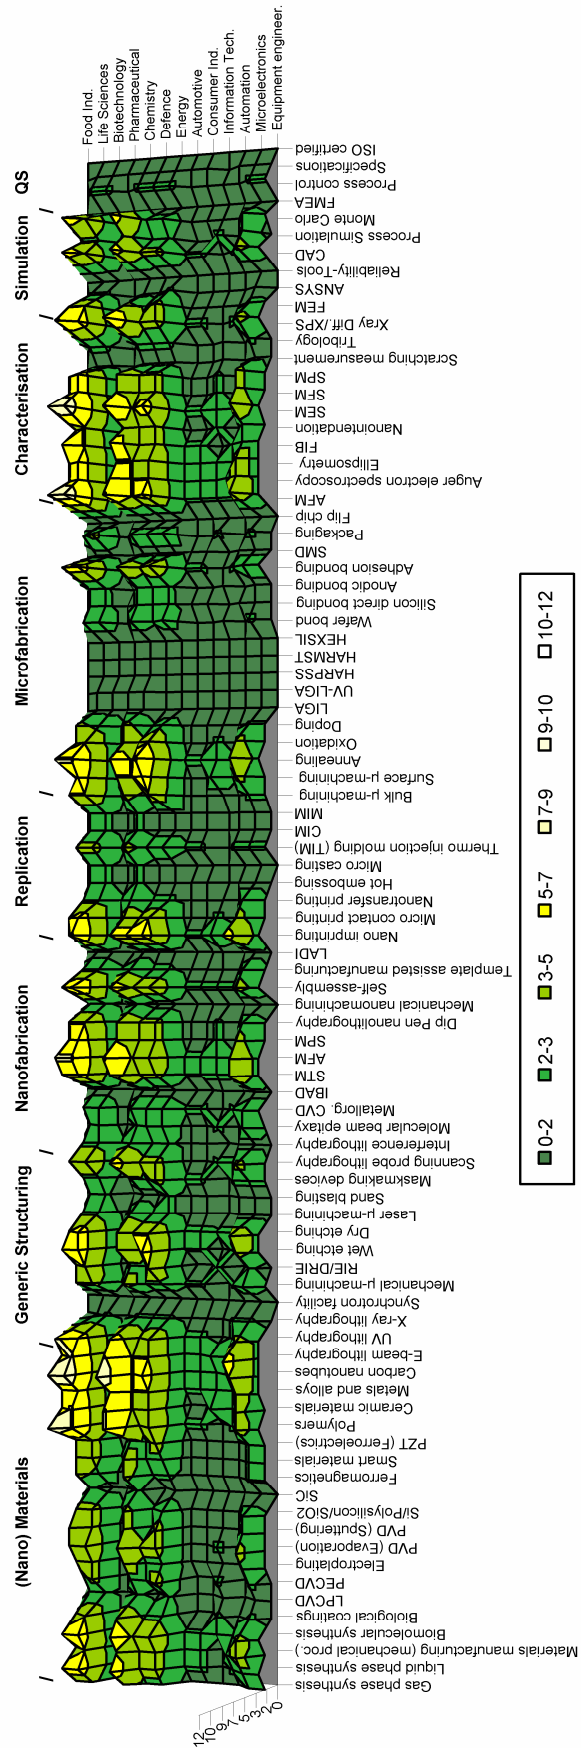 (Nano) Materials
Generic Structuring
Nanofabrication
Replication
Microfabrication
Characterisation
Simulation
QS
Food Ind.
Life Sciences
Biotechnology
Pharmaceutical
Chemistry
Defence
Energy
Automotive
Consumer Ind.
Information Tech.
Automation
Microelectronics
Equipment engineer.
ISO certified
Specifications
Process control
FMEA
Monte Carlo
Process Simulation
CAD
Reliability-Tools
ANSYS
FEM
Xray Diff./XPS
Tribology
Scratching measurement
SPM
SFM
SEM
Nanointendation
FIB
Ellipsometry
Auger electron spectroscopy
AFM
Flip chip
Packaging
SMD
Adhesion bonding
Anodic bonding
Silicon direct bonding
Wafer bond
HEXSIL
HARMST
HARPSS
UV-LIGA
LIGA
Doping
Oxidation
Annealing
Surface µ-machining
Bulk µ-machining
MIM
CIM
Thermo injection molding (TIM)
Micro casting
Hot embossing
Nanotransfer printing
Micro contact printing
Nano imprinting
LADI
Template assisted manufacturing
Self-assembly
Mechanical nanomachining
Dip Pen nanolithography
SPM
AFM
STM
IBAD
Metallorg. CVD
Molecular beam epitaxy
Interference lithography
Scanning probe lithography
Maskmaking devices
Sand blasting
Laser µ-machining
Dry etching
Wet etching
RIE/DRIE
Mechanical µ-machining
Synchrotron facility
X-ray lithography
UV lithography
E-beam lithography
Carbon nanotubes
Metals and alloys
Ceramic materials
Polymers
PZT (Ferroelectrics)
Smart materials
Ferromagnetics
SiC
Si/Polysilicon/SiO2
PVD (Sputtering)
PVD (Evaporation)
Electroplating
PECVD
LPCVD
Biological coatings
Biomolecular synthesis
Materials manufacturing (mechanical proc.)
Liquid phase synthesis
Gas phase synthesis
12
10
9
7
5
3
2
0
0-2
2-3
3-5
5-7
7-9
9-10
10-12